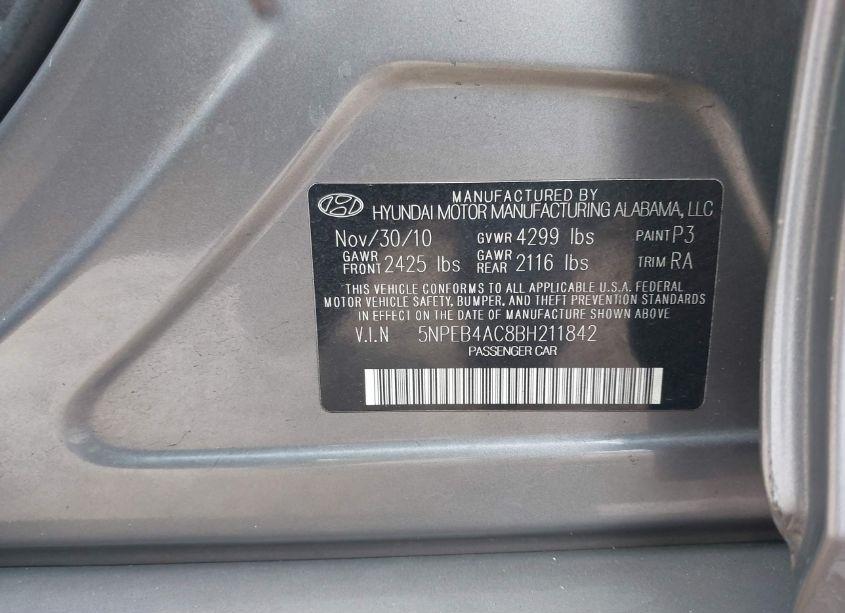 MANUFACTURED BY
HYUNDAI MOTOR MANUFACTURING ALABAMA, LLC
Nov/30/10 GVWR 4299 lbs PAINT P3
GAWR FRONT 2425 lbs GAWR REAR 2116 lbs TRIM RA
THIS VEHICLE CONFORMS TO ALL APPLICABLE U.S.A. FEDERAL
MOTOR VEHICLE SAFETY, BUMPER, AND THEFT PREVENTION STANDARDS
IN EFFECT ON THE DATE OF MANUFACTURE SHOWN ABOVE
V.I.N 5NPEB4AC8BH211842
PASSENGER CAR